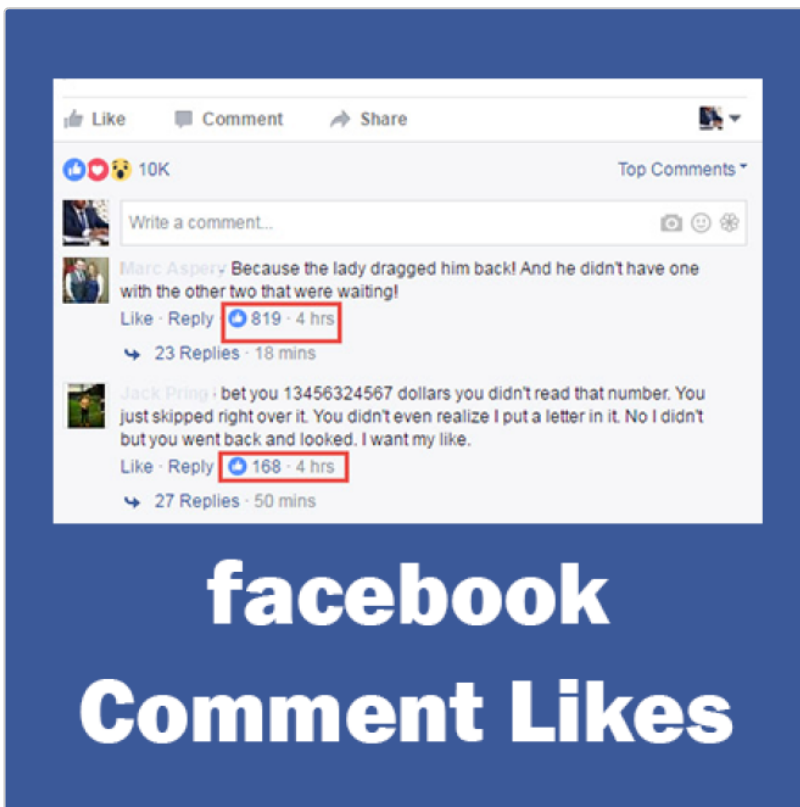 Like Comment Share
10K Top Comments
Write a comment...
Marc Aspery Because the lady dragged him back! And he didn't have one
with the other two that were waiting!
Like · Reply · 819 · 4 hrs
23 Replies · 18 mins
Jack Pring I bet you 13456324567 dollars you didn't read that number. You
just skipped right over it. You didn't even realize I put a letter in it. No I didn't
but you went back and looked. I want my like.
Like · Reply · 168 · 4 hrs
27 Replies · 50 mins
facebook
Comment Likes